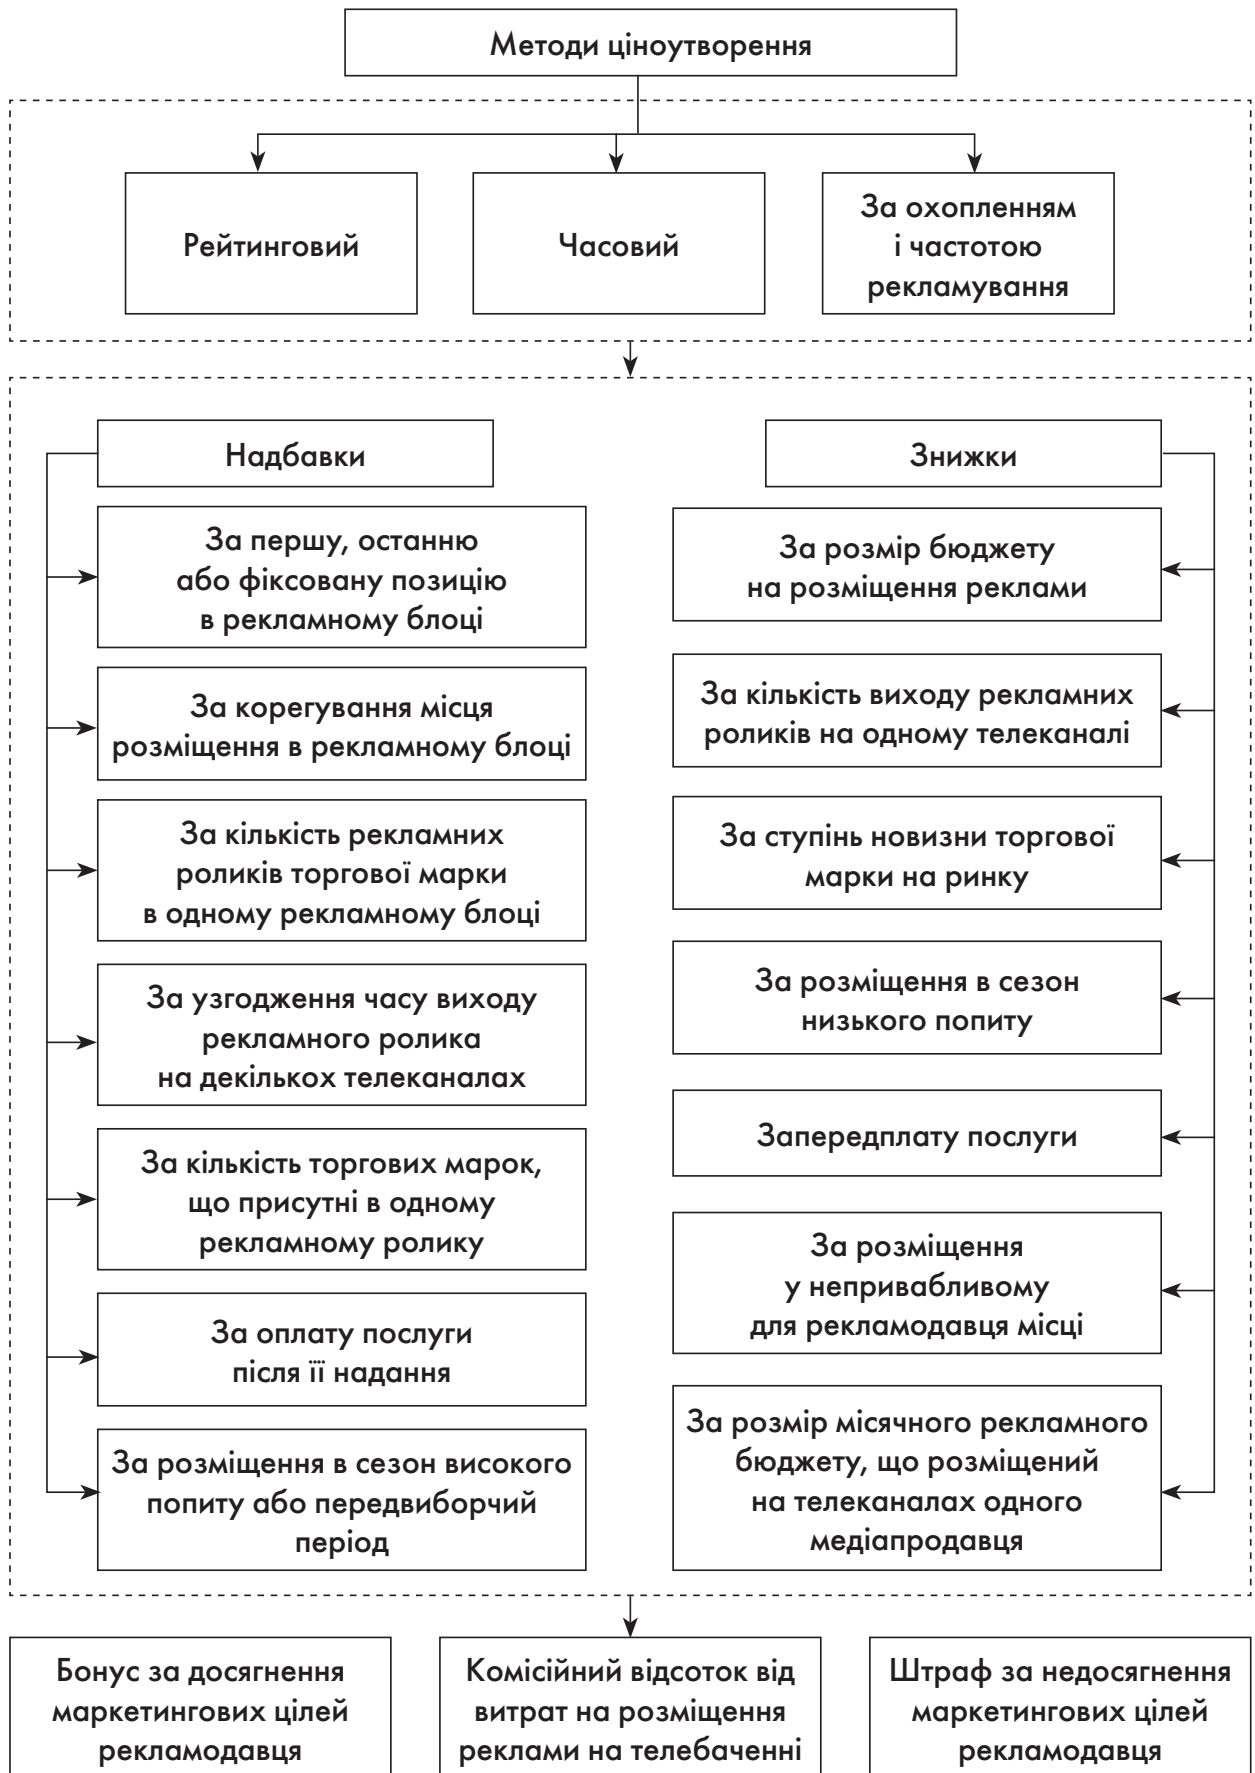 Методи ціноутворення
Рейтинговий
Часовий
За охопленням
і частотою
рекламування
Надбавки
За першу, останню
або фіксовану позицію
в рекламному блоці
За корегування місця
розміщення в рекламному блоці
За кількість рекламних
роликів торгової марки
в одному рекламному блоці
За узгодження часу виходу
рекламного ролика
на декількох телеканалах
За кількість торгових марок,
що присутні в одному
рекламному ролику
За оплату послуги
після її надання
За розміщення в сезон високого
попиту або передвиборчий
період
Знижки
За розмір бюджету
на розміщення реклами
За кількість виходу рекламних
роликів на одному телеканалі
За ступінь новизни торгової
марки на ринку
За розміщення в сезон
низького попиту
Запередплату послуги
За розміщення
у непривабливому
для рекламодавця місці
За розмір місячного рекламного
бюджету, що розміщений
на телеканалах одного
медіапродавця
Бонус за досягнення
маркетингових цілей
рекламодавця
Комісійний відсоток від
витрат на розміщення
реклами на телебаченні
Штраф за недосягнення
маркетингових цілей
рекламодавця